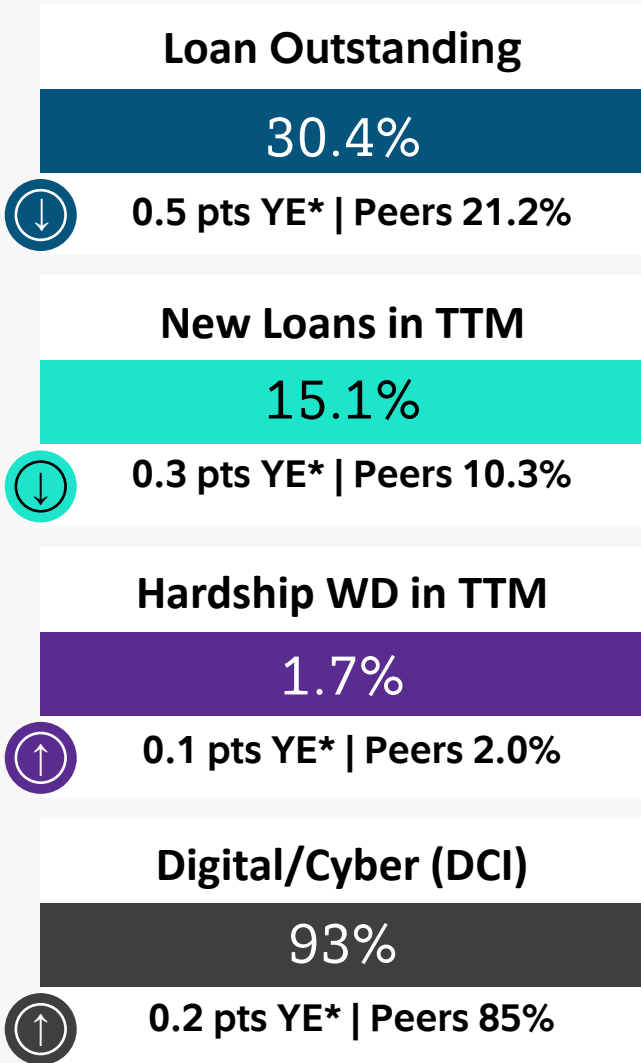 Loan Outstanding
30.4%
↓ 0.5 pts YE* | Peers 21.2%
New Loans in TTM
15.1%
↓ 0.3 pts YE* | Peers 10.3%
Hardship WD in TTM
1.7%
↑ 0.1 pts YE* | Peers 2.0%
Digital/Cyber (DCI)
93%
↑ 0.2 pts YE* | Peers 85%